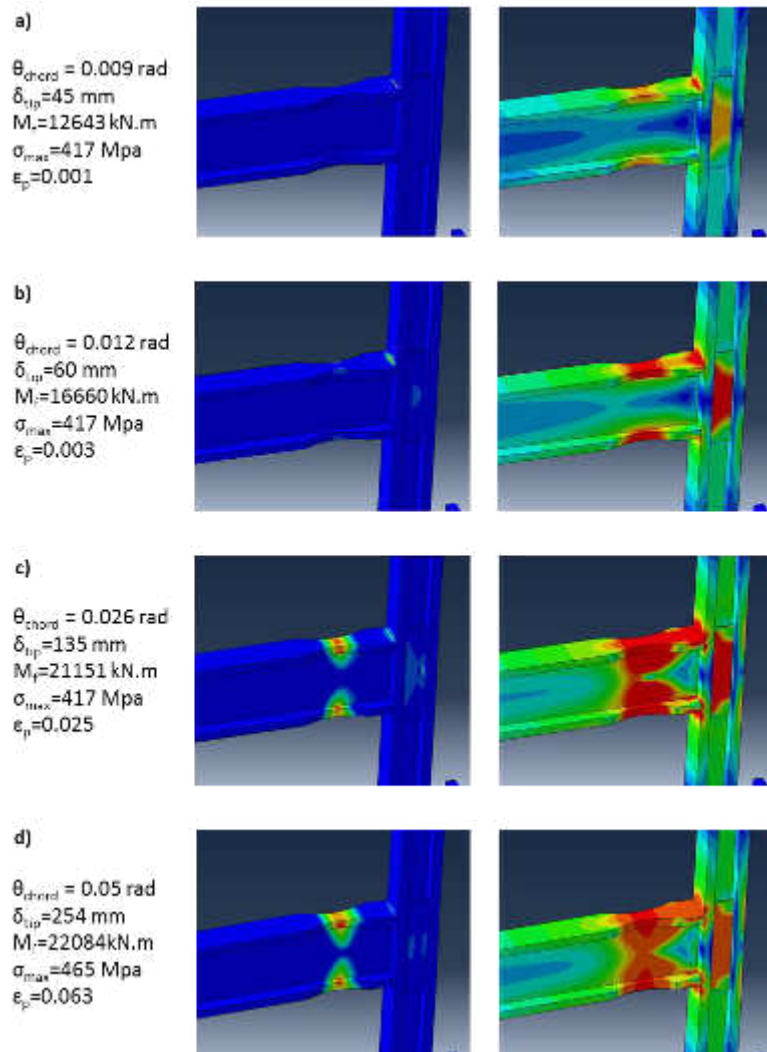 a)
θchord = 0.009 rad
δtip=45 mm
Mf=12643 kN.m
σmax=417 Mpa
εp=0.001
b)
θchord = 0.012 rad
δtip=60 mm
Mf=16660 kN.m
σmax=417 Mpa
εp=0.003
c)
θchord = 0.026 rad
δtip=135 mm
Mf=21151 kN.m
σmax=417 Mpa
εp=0.025
d)
θchord = 0.05 rad
δtip=254 mm
Mf=22084kN.m
σmax=465 Mpa
εp=0.063